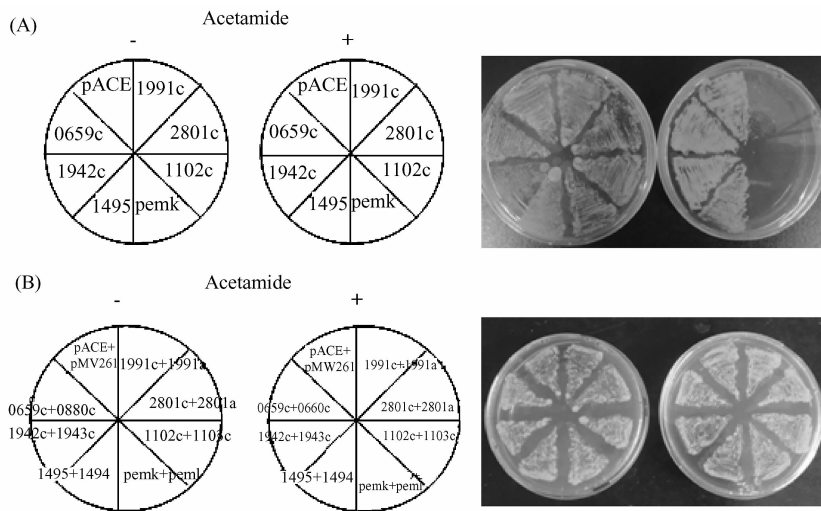 (A)
Acetamide
- +
pACE 1991c
0659c 2801c
1942c 1102c
1495 pemk
pACE 1991c
0659c 2801c
1942c 1102c
1495 pemk
(B)
Acetamide
- +
pACE+
pMV261 1991c+1991a
0659c+0880c 2801c+2801a
1942c+1943c 1102c+1103c
1495+1494 pemk+peml
pACE+
pMW261 1991c+1991a
0659c+0660c 2801c+2801a
1942c+1943c 1102c+1103c
1495+1494 pemk+peml